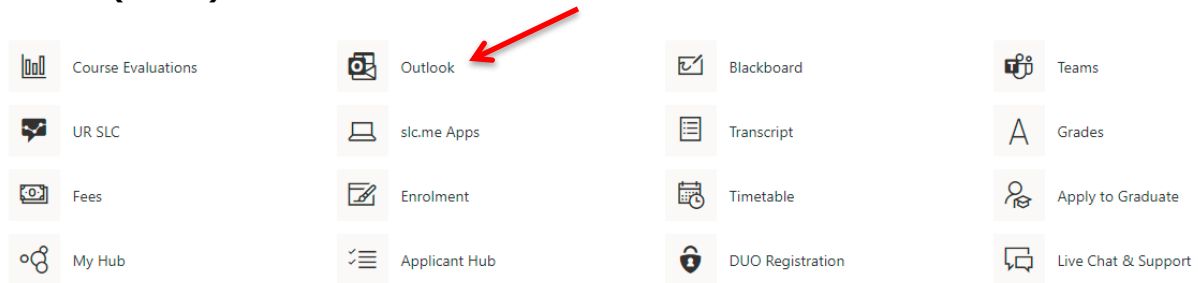 Course Evaluations Outlook Blackboard Teams
UR SLC slc.me Apps Transcript Grades
Fees Enrolment Timetable Apply to Graduate
My Hub Applicant Hub DUO Registration Live Chat & Support